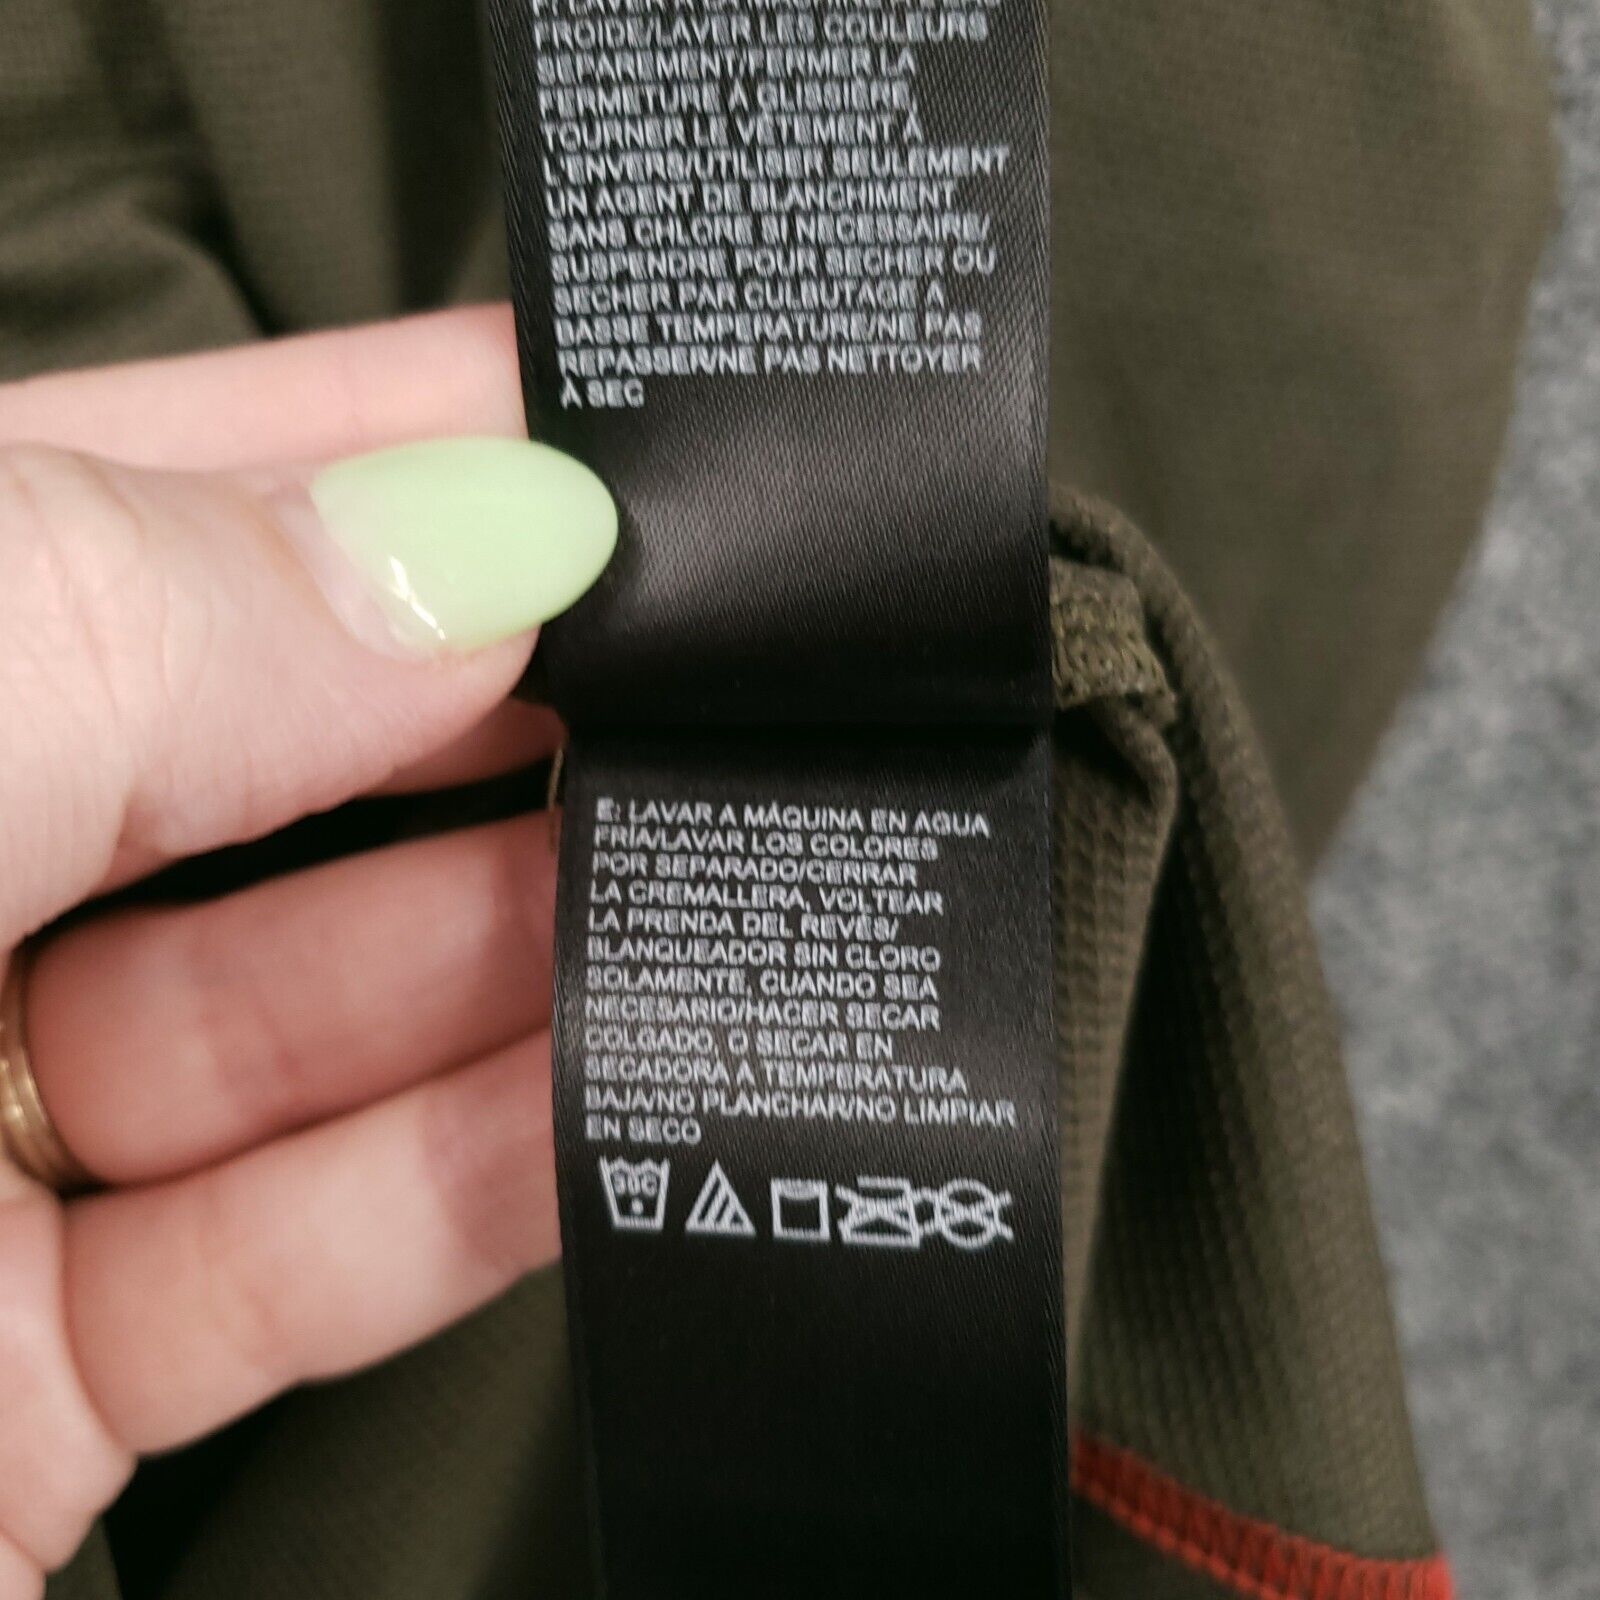 FROIDE/LAVER LES COULEURS
SÉPARÉMENT/FERMER LA
FERMETURE À GLISSIÈRE,
TOURNER LE VÊTEMENT À
L'ENVERS/UTILISER SEULEMENT
UN AGENT DE BLANCHIMENT
SANS CHLORE SI NÉCESSAIRE/
SUSPENDRE POUR SÉCHER OU
SÉCHER PAR CULBUTAGE À
BASSE TEMPÉRATURE/NE PAS
REPASSER/NE PAS NETTOYER
À SEC
E: LAVAR A MÁQUINA EN AGUA
FRÍA/LAVAR LOS COLORES
POR SEPARADO/CERRAR
LA CREMALLERA, VOLTEAR
LA PRENDA DEL REVÉS/
BLANQUEADOR SIN CLORO
SOLAMENTE, CUANDO SEA
NECESARIO/HACER SECAR
COLGADO, O SECAR EN
SECADORA A TEMPERATURA
BAJA/NO PLANCHAR/NO LIMPIAR
EN SECO
30C